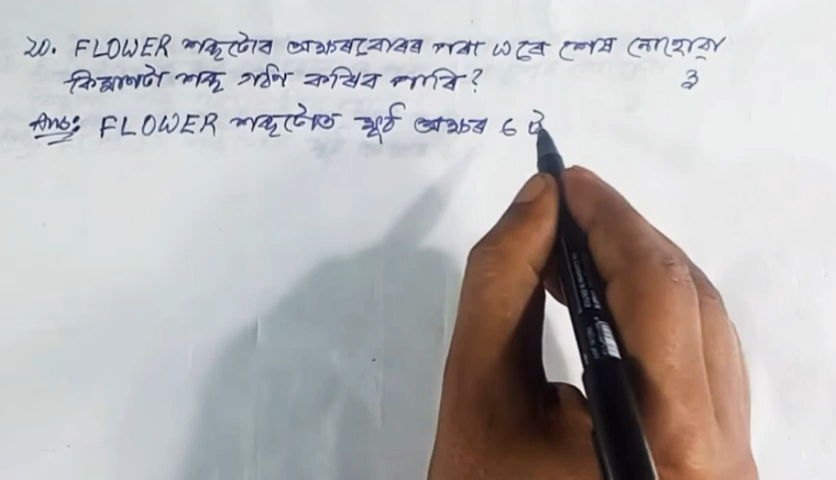 20. FLOWER শব্দটোৰ আখৰবোৰৰ পৰা W ৰে শেষ নোহোৱা
কিমানটা শব্দ গঠন কৰিব পাৰি? 3
Ans: FLOWER শব্দটোত মুঠ আখৰ 6 ট